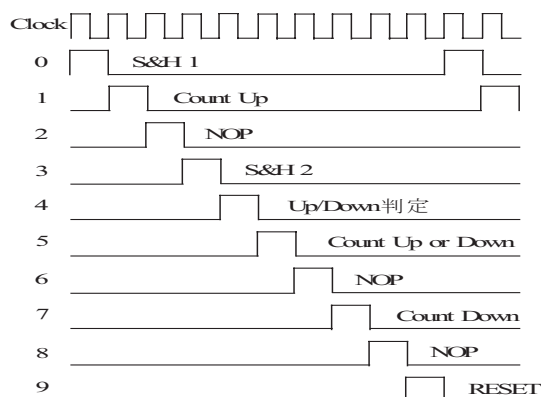 Clock
0 S&H 1
1 Count Up
2 NOP
3 S&H 2
4 Up/Down判定
5 Count Up or Down
6 NOP
7 Count Down
8 NOP
9 RESET